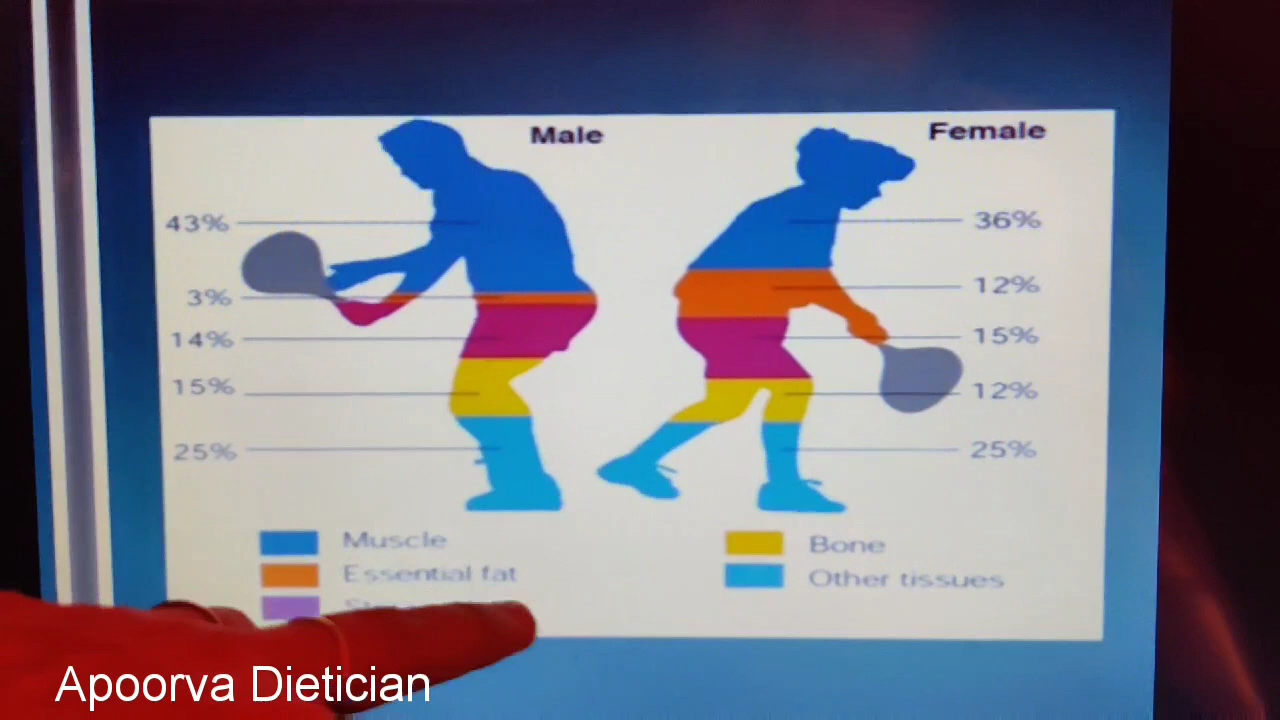 Male
Female
43%
36%
3%
12%
14%
15%
15%
12%
25%
25%
Muscle
Bone
Essential fat
Other tissues
Apoorva Dietician